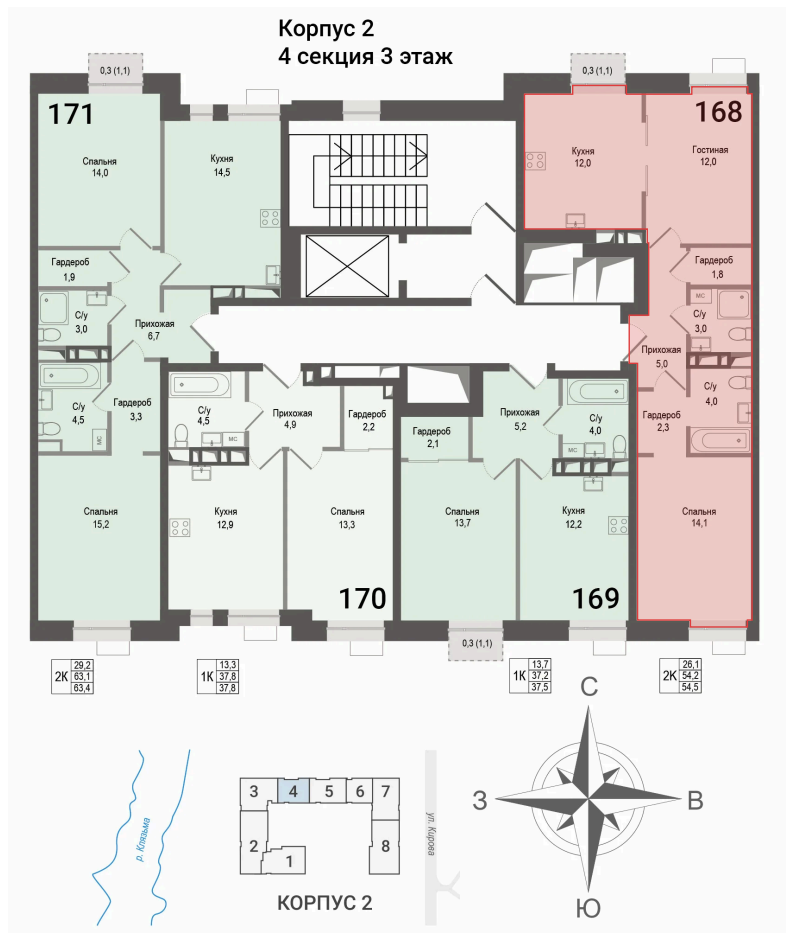 Корпус 2
4 секция 3 этаж
0,3 (1,1)
0,3 (1,1)
171
168
Спальня
14,0
Кухня
14,5
Кухня
12,0
Гостиная
12,0
Гардероб
1,9
Гардероб
1,8
С/у
3,0
Прихожая
6,7
МС
С/у
3,0
Прихожая
5,0
С/у
4,5
МС
Гардероб
3,3
С/у
4,5
МС
Прихожая
4,9
Гардероб
2,2
Гардероб
2,1
Прихожая
5,2
С/у
4,0
МС
Гардероб
2,3
С/у
4,0
Спальня
15,2
Кухня
12,9
Спальня
13,3
Спальня
13,7
Кухня
12,2
Спальня
14,1
170
169
0,3 (1,1)
2К
29,2
63,1
63,4
1К
13,3
37,8
37,8
1К
13,7
37,2
37,5
2К
26,1
54,2
54,5
С
З
В
Ю
р. Клязьма
3
4
5
6
7
2
1
8
КОРПУС 2
ул. Кирова